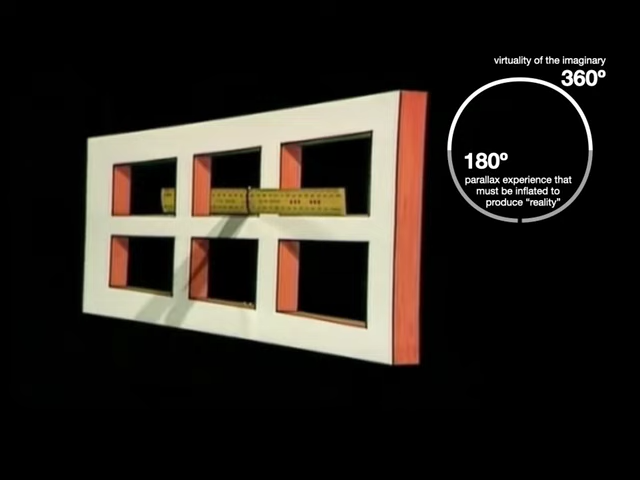 virtuality of the imaginary
360º
180º
parallax experience that
must be inflated to
produce “reality”